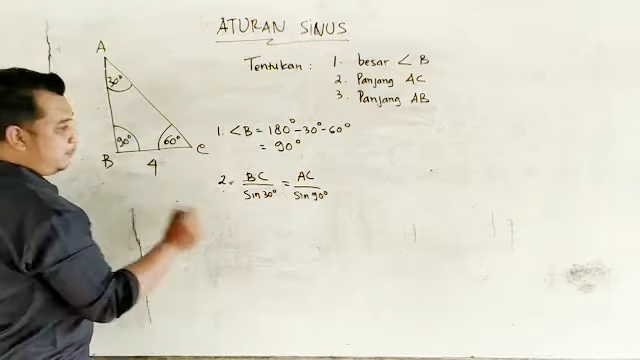 ATURAN SINUS
Tentukan : 1. besar ∠ B
2. Panjang AC
3. Panjang AB
A
30°
90°
60°
B
C
4
1. ∠B = 180° - 30° - 60°
= 90°
2. BC / Sin 30° = AC / Sin 90°